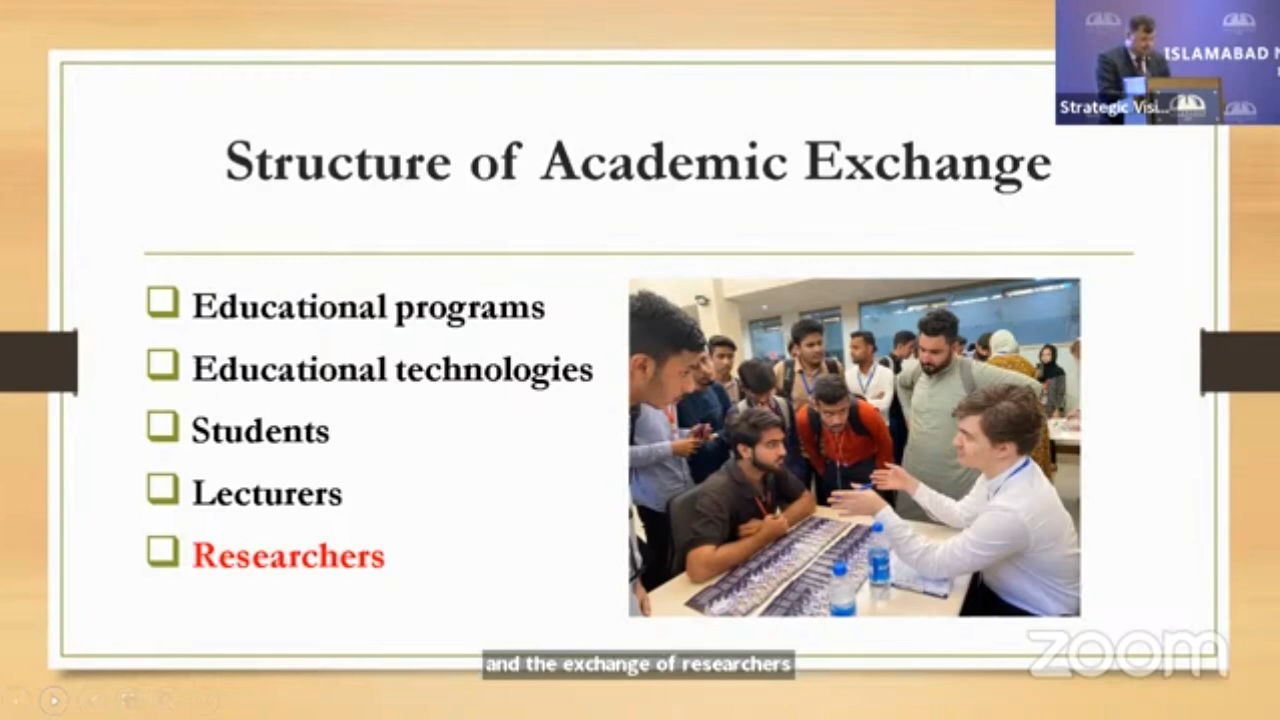 ISLAMABAD N
Strategic Visi...
Structure of Academic Exchange
Educational programs
Educational technologies
Students
Lecturers
Researchers
and the exchange of researchers
zoom